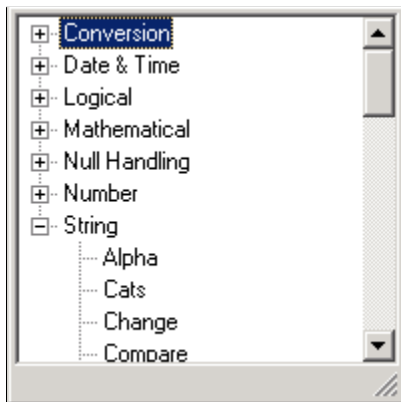 Conversion
Date & Time
Logical
Mathematical
Null Handling
Number
String
Alpha
Cats
Change
Compare